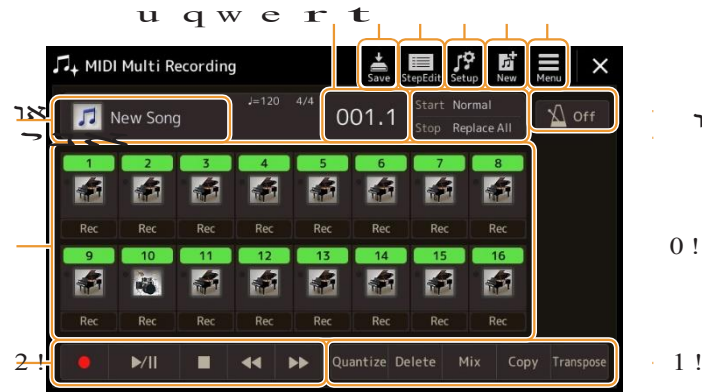 u q w e r t
MIDI Multi Recording
Save StepEdit Setup New Menu
New Song
♩=120 4/4
001.1
Start Normal
Stop Replace All
Off
1 2 3 4 5 6 7 8
Rec Rec Rec Rec Rec Rec Rec Rec
0 !
9 10 11 12 13 14 15 16
Rec Rec Rec Rec Rec Rec Rec Rec
2 ! Quantize Delete Mix Copy Transpose 1 !